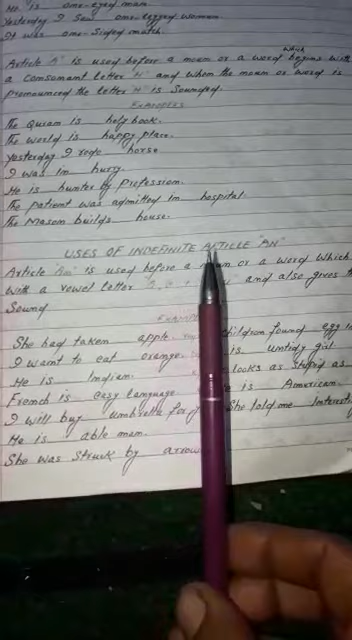 He is one-eyed man
Yesterday I saw one-legged woman.
It was one-sided match.
Article "A" is used before a noun or a word which begins with
a consonant letter "H" and when the noun or word is
pronounced the letter "H" is sounded.
EXAMPLES
The Quran is holy book.
The world is happy place.
Yesterday I rode horse
I was in hurry.
He is hunter by profession.
The patient was admitted in hospital.
The Mason builds house.
USES OF INDEFINITE ARTICLE "AN"
Article "An" is used before a noun or a word which
with a vowel letter and also gives the
Sound
She had taken apple. children found egg in
I want to eat orange. is untidy girl
He is Indian. looks as stupid as
French is easy language is American.
I will buy umbrella for She told me interesti
He is able man.
She was struck by arrow